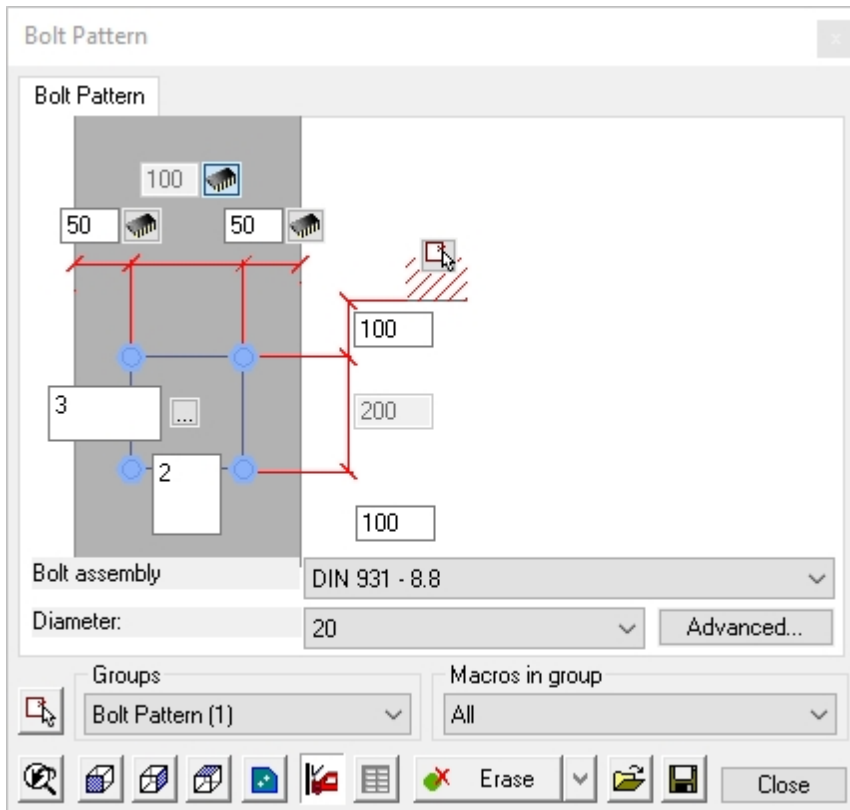 Bolt Pattern
Bolt Pattern
100
50 50
100
3
200
2
100
Bolt assembly DIN 931 - 8.8
Diameter: 20 Advanced...
Groups Macros in group
Bolt Pattern (1) All
Erase Close